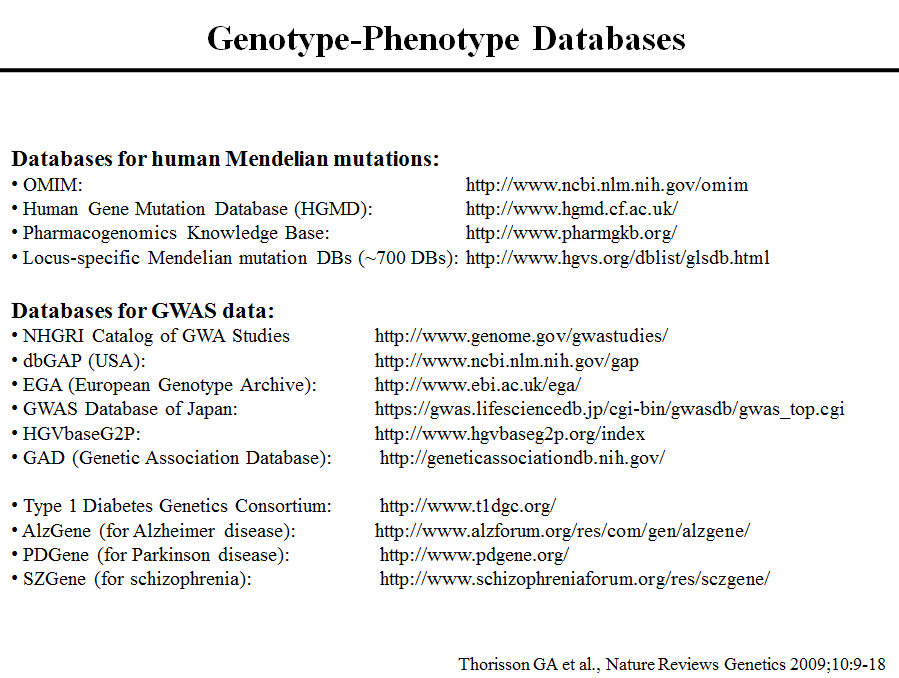 Genotype-Phenotype Databases
Databases for human Mendelian mutations:
• OMIM: http://www.ncbi.nlm.nih.gov/omim
• Human Gene Mutation Database (HGMD): http://www.hgmd.cf.ac.uk/
• Pharmacogenomics Knowledge Base: http://www.pharmgkb.org/
• Locus-specific Mendelian mutation DBs (~700 DBs): http://www.hgvs.org/dblist/glsdb.html
Databases for GWAS data:
• NHGRI Catalog of GWA Studies http://www.genome.gov/gwastudies/
• dbGAP (USA): http://www.ncbi.nlm.nih.gov/gap
• EGA (European Genotype Archive): http://www.ebi.ac.uk/ega/
• GWAS Database of Japan: https://gwas.lifesciencedb.jp/cgi-bin/gwasdb/gwas_top.cgi
• HGVbaseG2P: http://www.hgvbaseg2p.org/index
• GAD (Genetic Association Database): http://geneticassociationdb.nih.gov/
• Type 1 Diabetes Genetics Consortium: http://www.t1dgc.org/
• AlzGene (for Alzheimer disease): http://www.alzforum.org/res/com/gen/alzgene/
• PDGene (for Parkinson disease): http://www.pdgene.org/
• SZGene (for schizophrenia): http://www.schizophreniaforum.org/res/sczgene/
Thorisson GA et al., Nature Reviews Genetics 2009;10:9-18